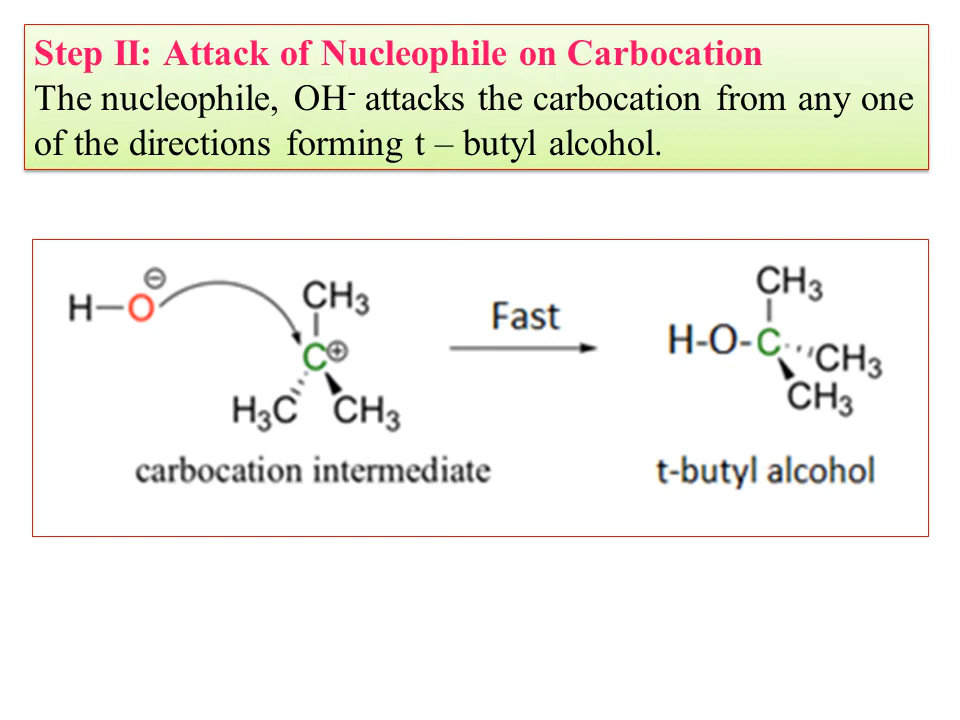 Step II: Attack of Nucleophile on Carbocation
The nucleophile, OH- attacks the carbocation from any one
of the directions forming t – butyl alcohol.
H–O ⊖
CH3
C⊕
H3C CH3
carbocation intermediate
Fast
CH3
H-O-C
CH3
CH3
t-butyl alcohol